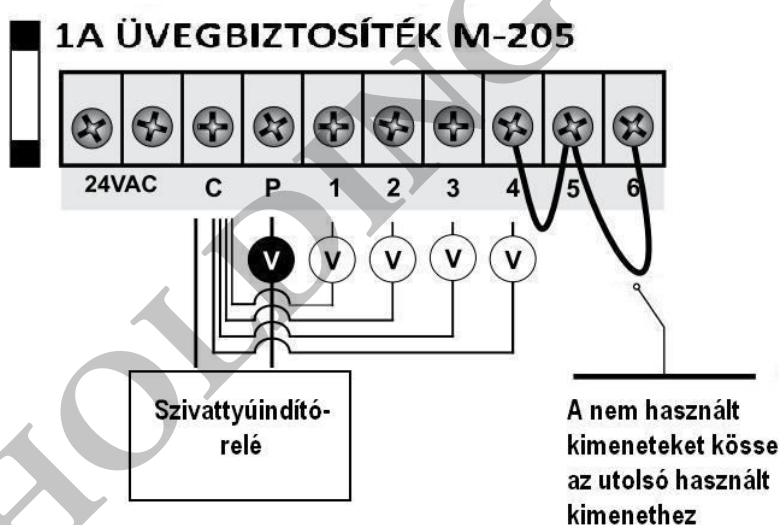 1A ÜVEGBIZTOSÍTÉK M-205
24VAC C P 1 2 3 4 5 6
V V V V V
Szivattyúindító-
relé
A nem használt
kimeneteket kösse
az utolsó használt
kimenethez
HOLDING